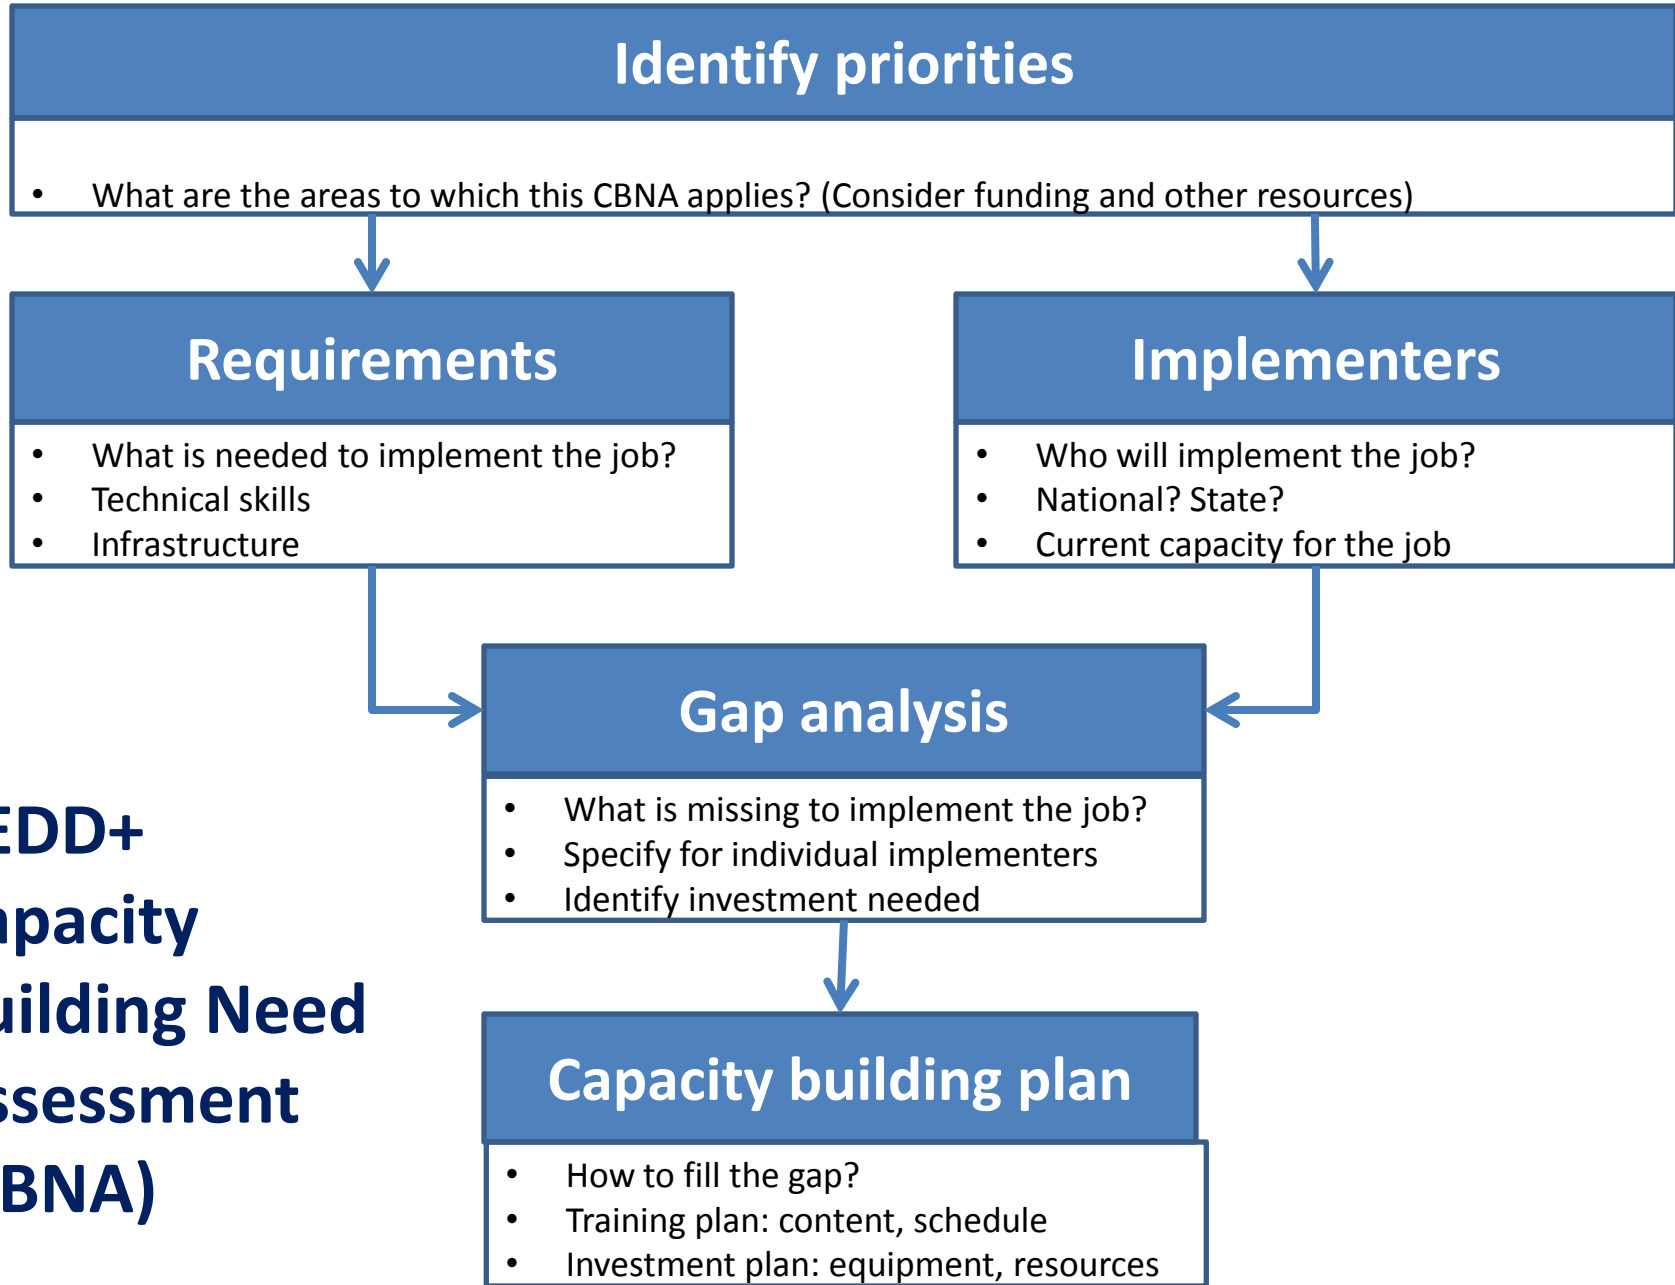 Identify priorities
• What are the areas to which this CBNA applies? (Consider funding and other resources)
Requirements
• What is needed to implement the job?
• Technical skills
• Infrastructure
Implementers
• Who will implement the job?
• National? State?
• Current capacity for the job
Gap analysis
• What is missing to implement the job?
• Specify for individual implementers
• Identify investment needed
EDD+
apacity
uilding Need
ssessment
BNA)
Capacity building plan
• How to fill the gap?
• Training plan: content, schedule
• Investment plan: equipment, resources